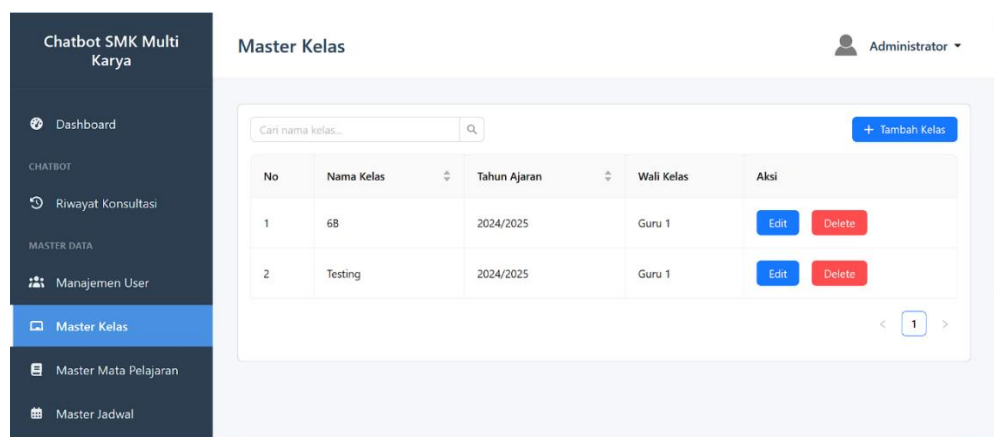 Chatbot SMK Multi
Karya
Master Kelas
Administrator
Dashboard
CHATBOT
Riwayat Konsultasi
MASTER DATA
Manajemen User
Master Kelas
Master Mata Pelajaran
Master Jadwal
Cari nama kelas...
+ Tambah Kelas
No Nama Kelas Tahun Ajaran Wali Kelas Aksi
1 6B 2024/2025 Guru 1 Edit Delete
2 Testing 2024/2025 Guru 1 Edit Delete
< 1 >